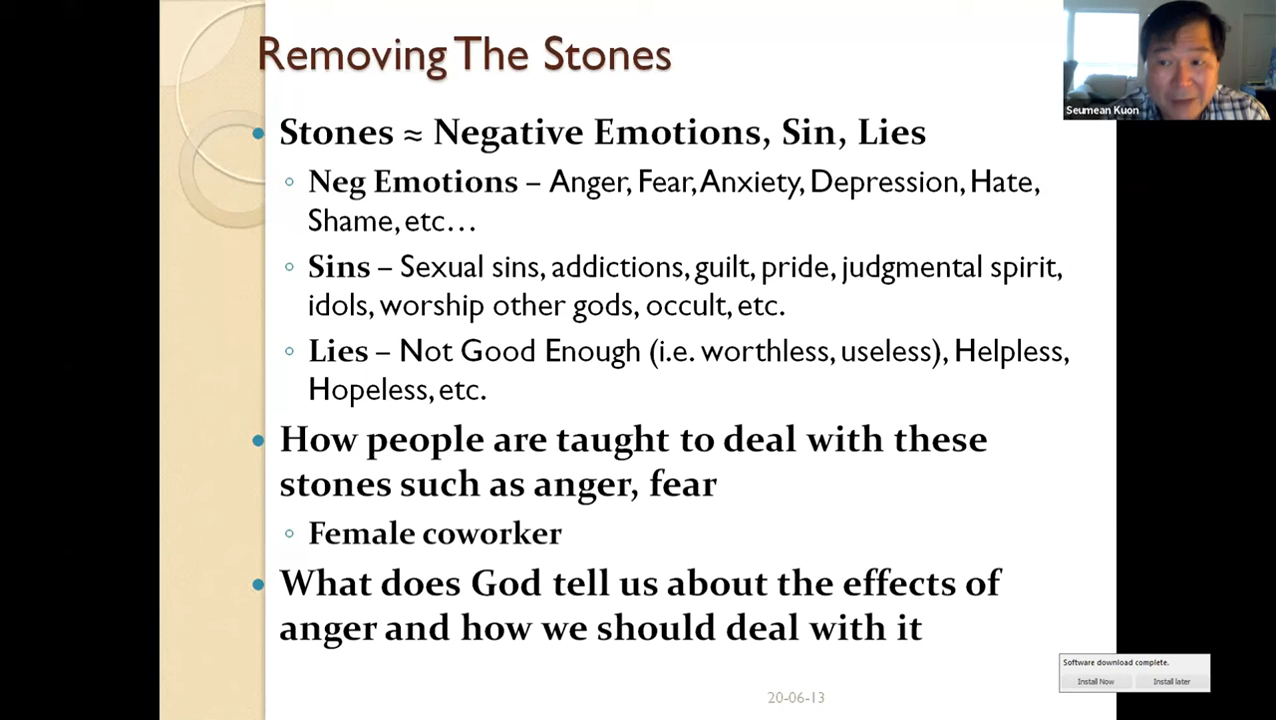 Removing The Stones
Seumean Kuon
• Stones ≈ Negative Emotions, Sin, Lies
◦ Neg Emotions – Anger, Fear, Anxiety, Depression, Hate,
Shame, etc…
◦ Sins – Sexual sins, addictions, guilt, pride, judgmental spirit,
idols, worship other gods, occult, etc.
◦ Lies – Not Good Enough (i.e. worthless, useless), Helpless,
Hopeless, etc.
• How people are taught to deal with these
stones such as anger, fear
◦ Female coworker
• What does God tell us about the effects of
anger and how we should deal with it
Software download complete.
Install Now Install later
20-06-13